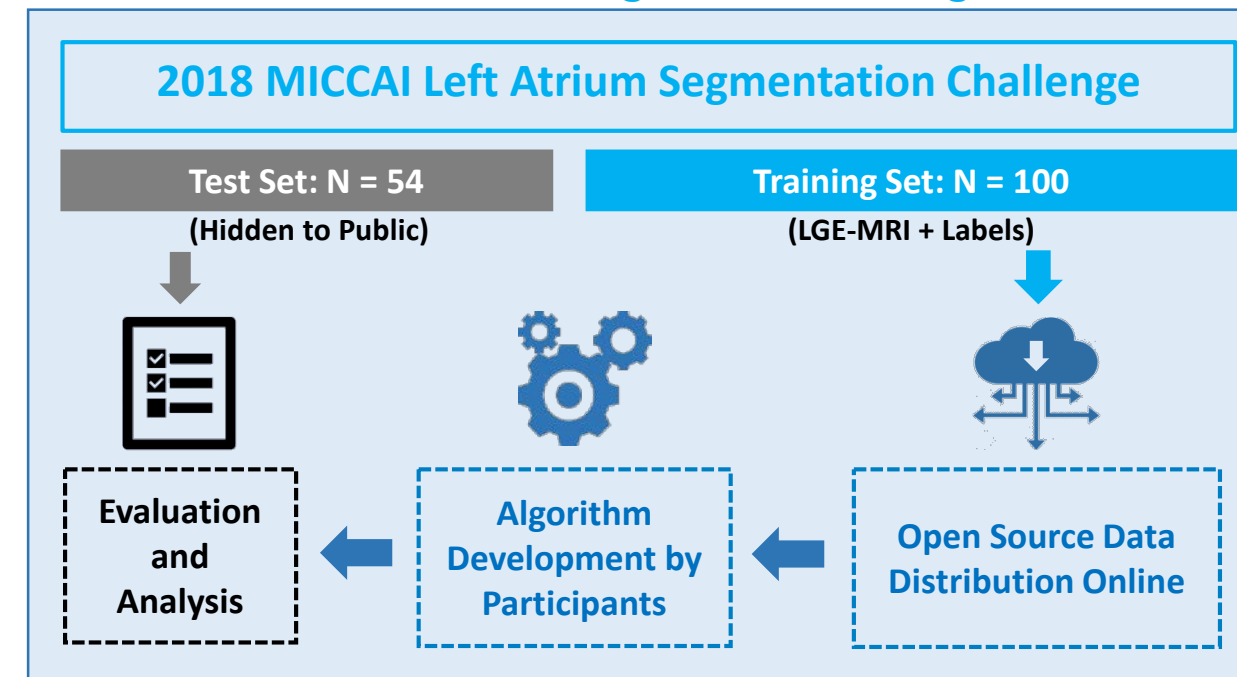 2018 MICCAI Left Atrium Segmentation Challenge
Test Set: N = 54
(Hidden to Public)
Training Set: N = 100
(LGE-MRI + Labels)
Evaluation
and
Analysis
Algorithm
Development by
Participants
Open Source Data
Distribution Online